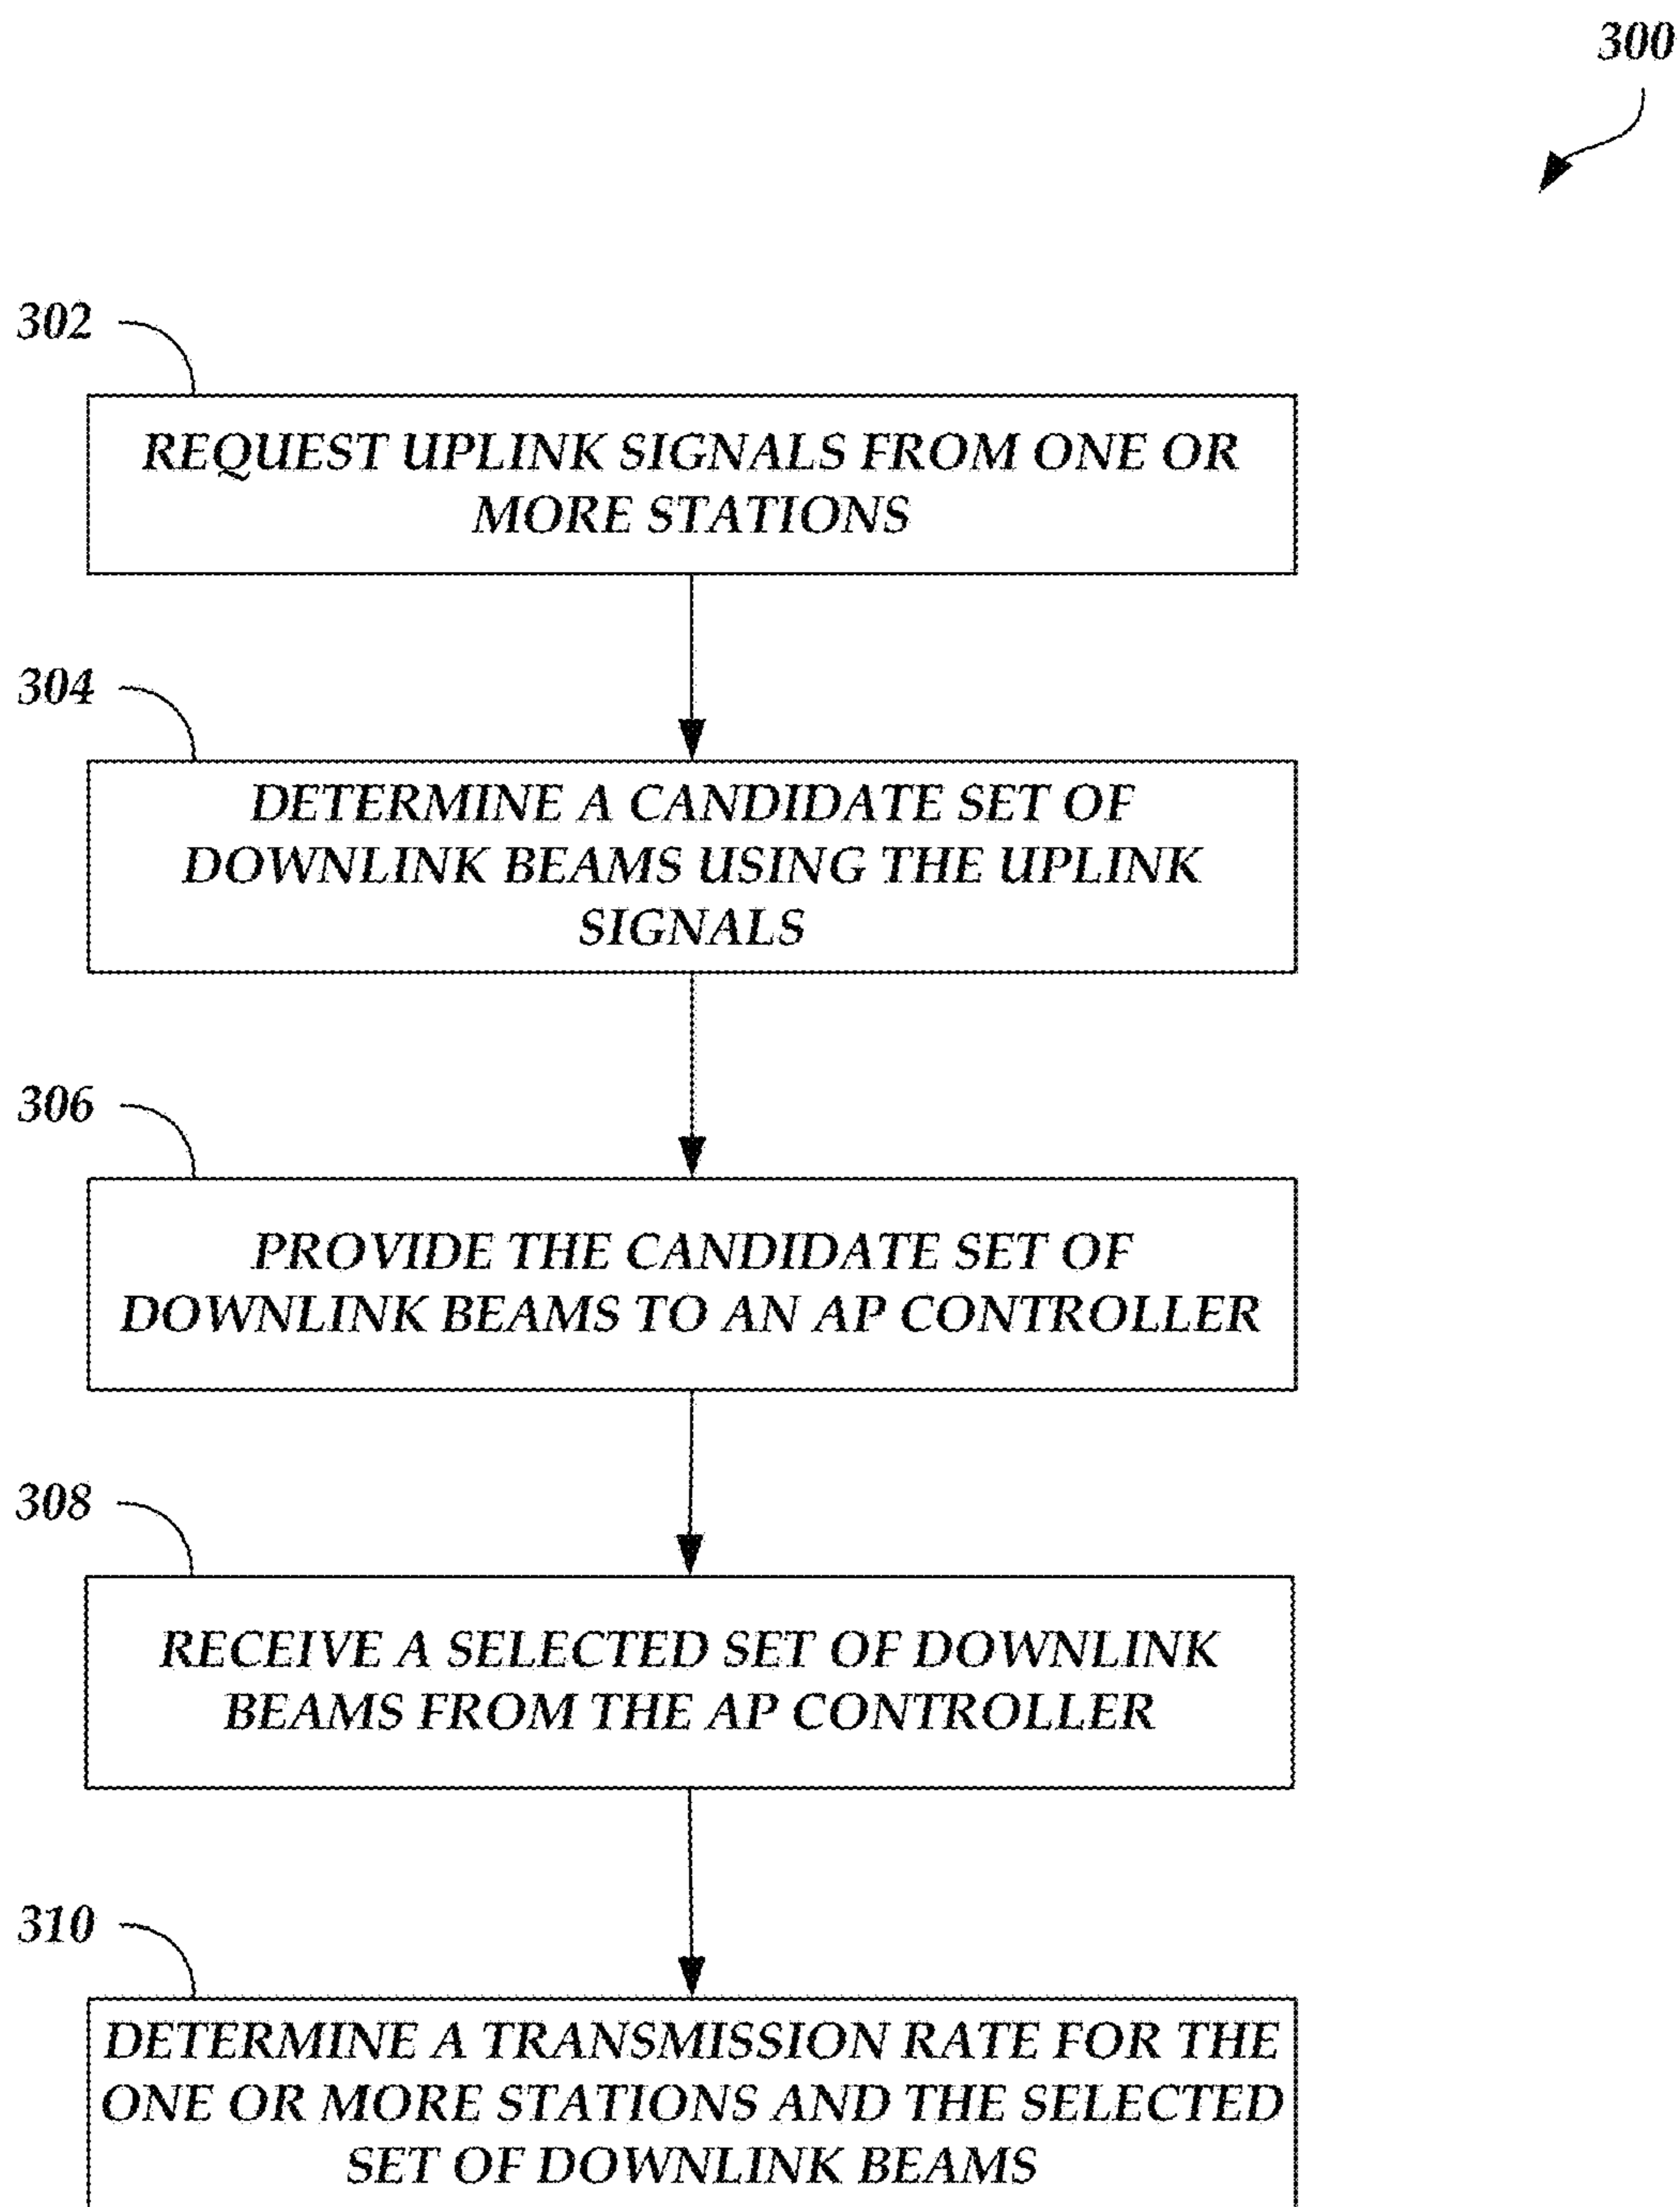 300
302
REQUEST UPLINK SIGNALS FROM ONE OR
MORE STATIONS
304
DETERMINE A CANDIDATE SET OF
DOWNLINK BEAMS USING THE UPLINK
SIGNALS
306
PROVIDE THE CANDIDATE SET OF
DOWNLINK BEAMS TO AN AP CONTROLLER
308
RECEIVE A SELECTED SET OF DOWNLINK
BEAMS FROM THE AP CONTROLLER
310
DETERMINE A TRANSMISSION RATE FOR THE
ONE OR MORE STATIONS AND THE SELECTED
SET OF DOWNLINK BEAMS